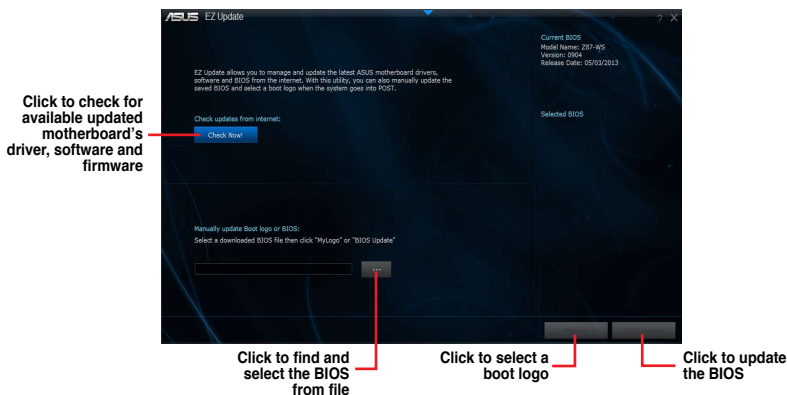 ASUS EZ Update
? X
Current BIOS
Model Name: Z87-WS
Version: 0904
Release Date: 05/03/2013
EZ Update allows you to manage and update the latest ASUS motherboard drivers,
software and BIOS from the internet. With this utility, you can also manually update the
saved BIOS and select a boot logo when the system goes into POST.
Click to check for
available updated
motherboard's
driver, software and
firmware
Check updates from internet:
Check Now!
Selected BIOS
Manually update Boot logo or BIOS:
Select a downloaded BIOS file then click "MyLogo" or "BIOS Update"
...
Click to find and
select the BIOS
from file
Click to select a
boot logo
Click to update
the BIOS